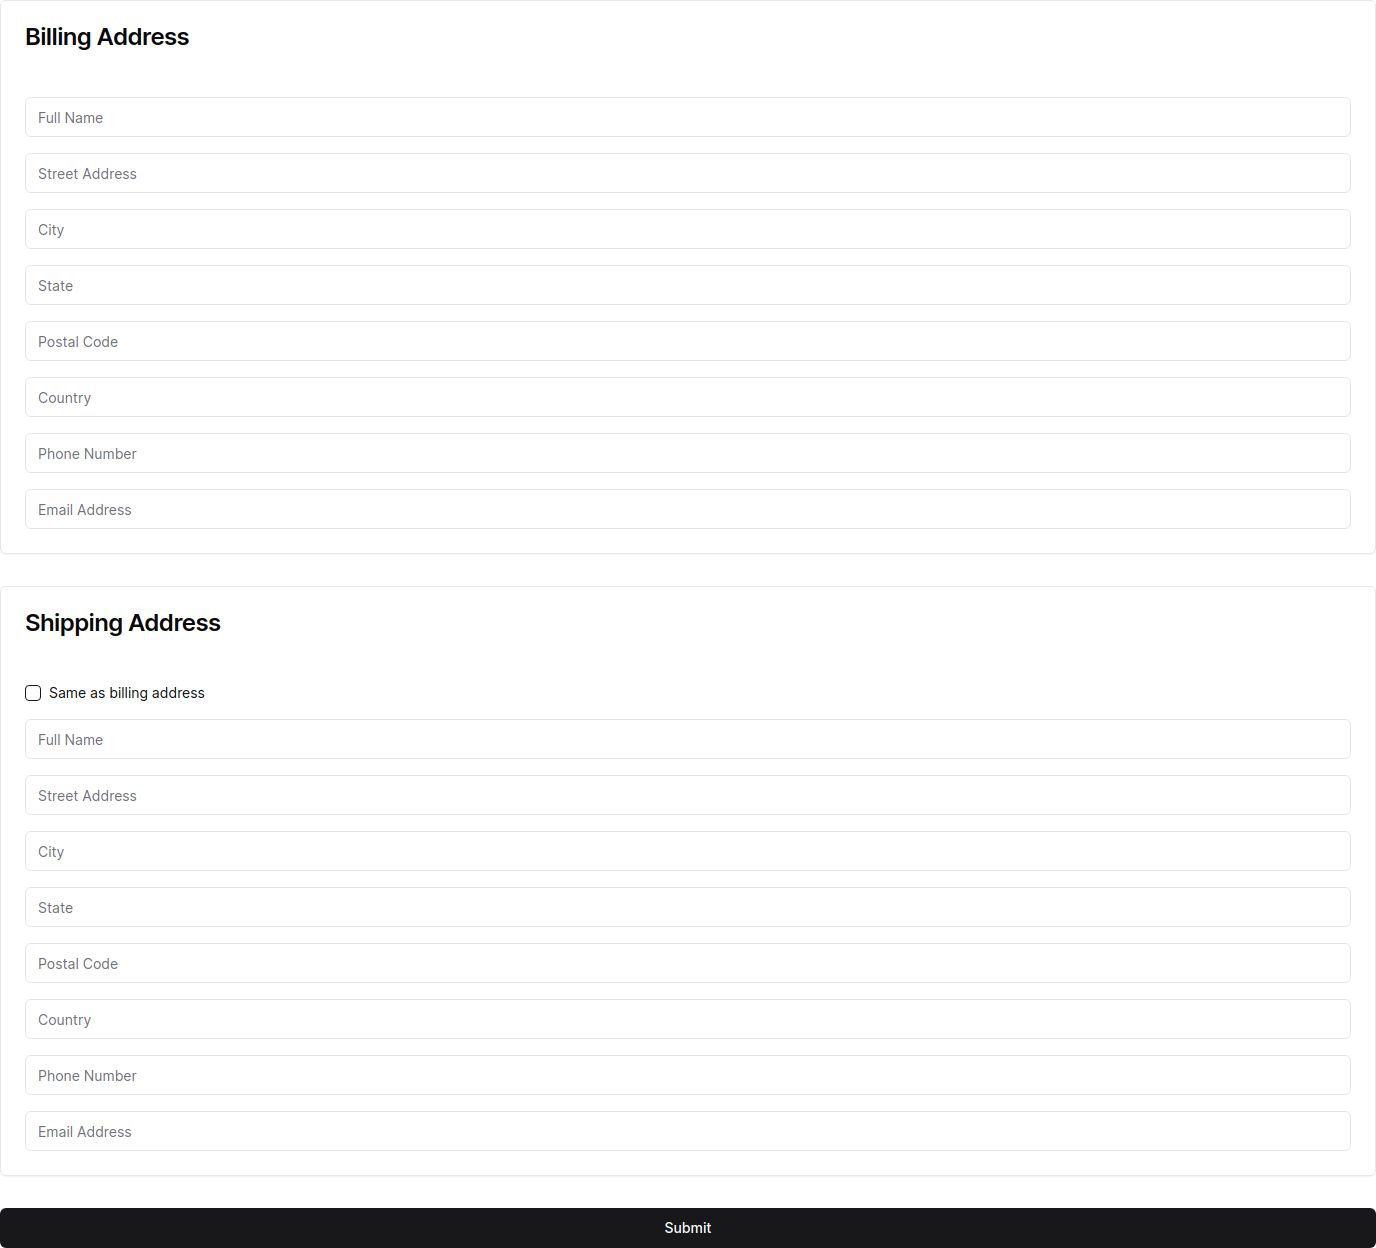 Billing Address
Full Name
Street Address
City
State
Postal Code
Country
Phone Number
Email Address
Shipping Address
Same as billing address
Full Name
Street Address
City
State
Postal Code
Country
Phone Number
Email Address
Submit